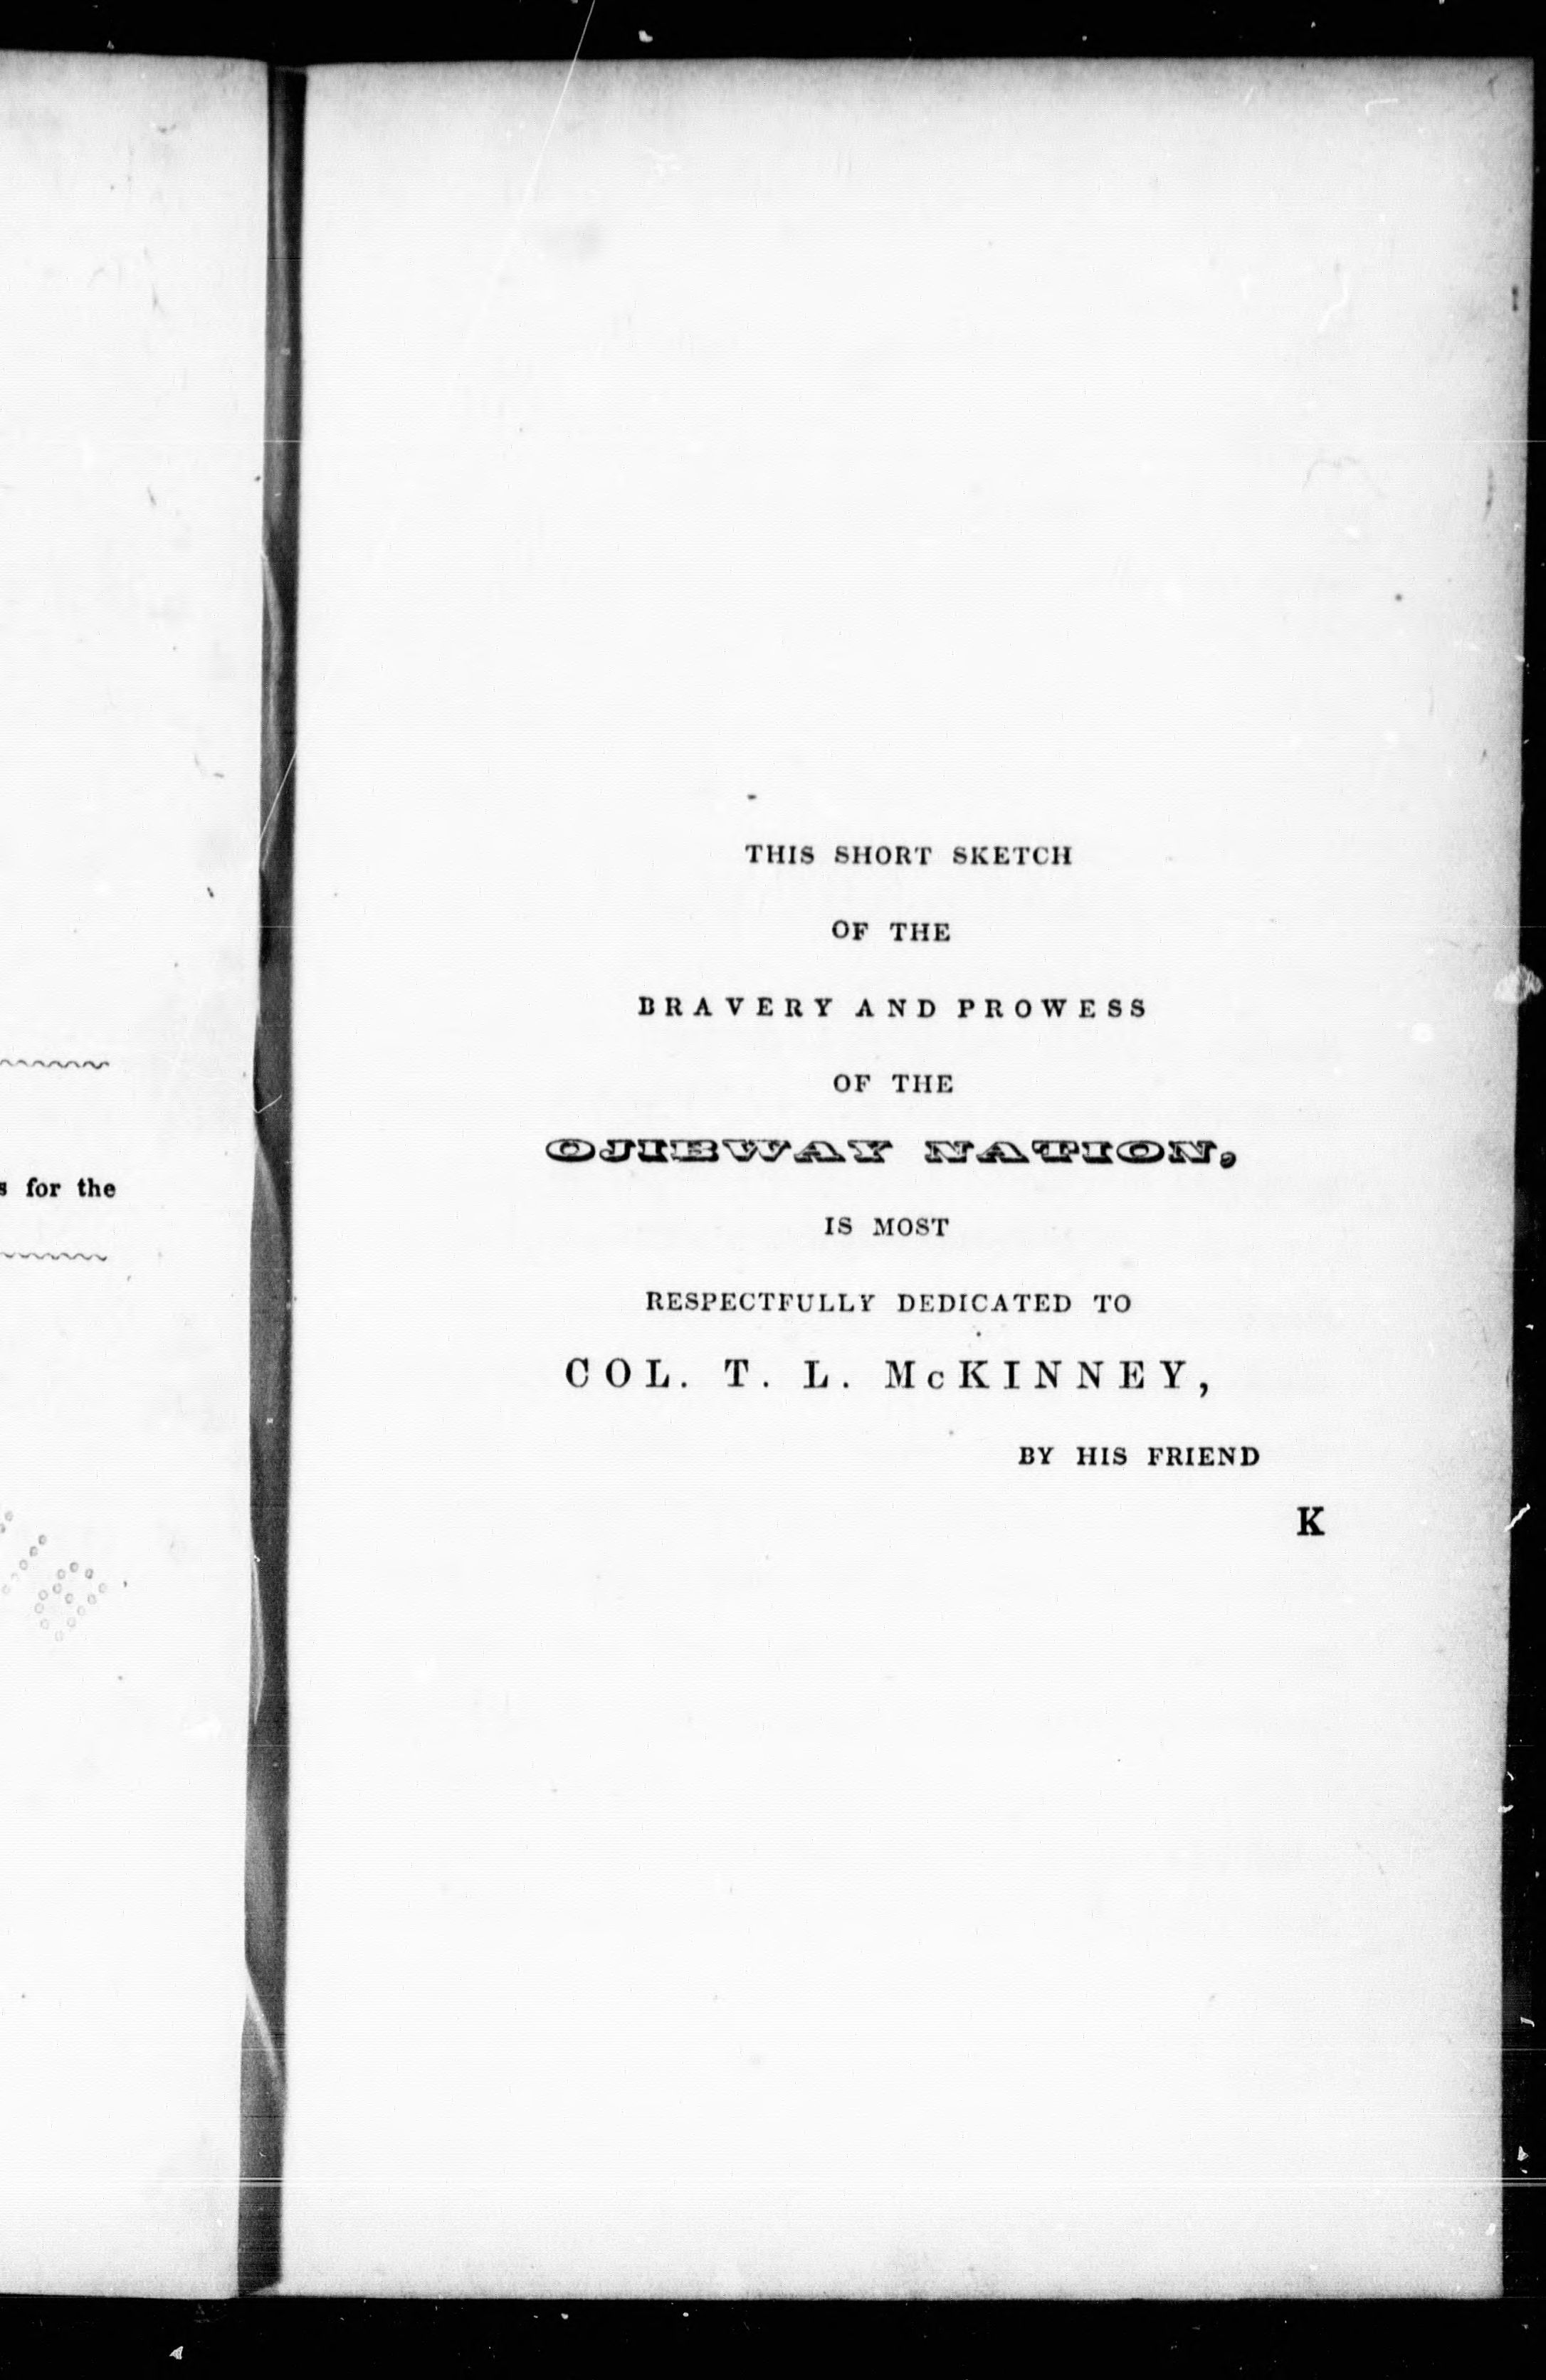 s for the
THIS SHORT SKETCH
OF THE
BRAVERY AND PROWESS
OF THE
OJIBWAY NATION,
IS MOST
RESPECTFULLY DEDICATED TO
COL. T. L. McKINNEY,
BY HIS FRIEND
K